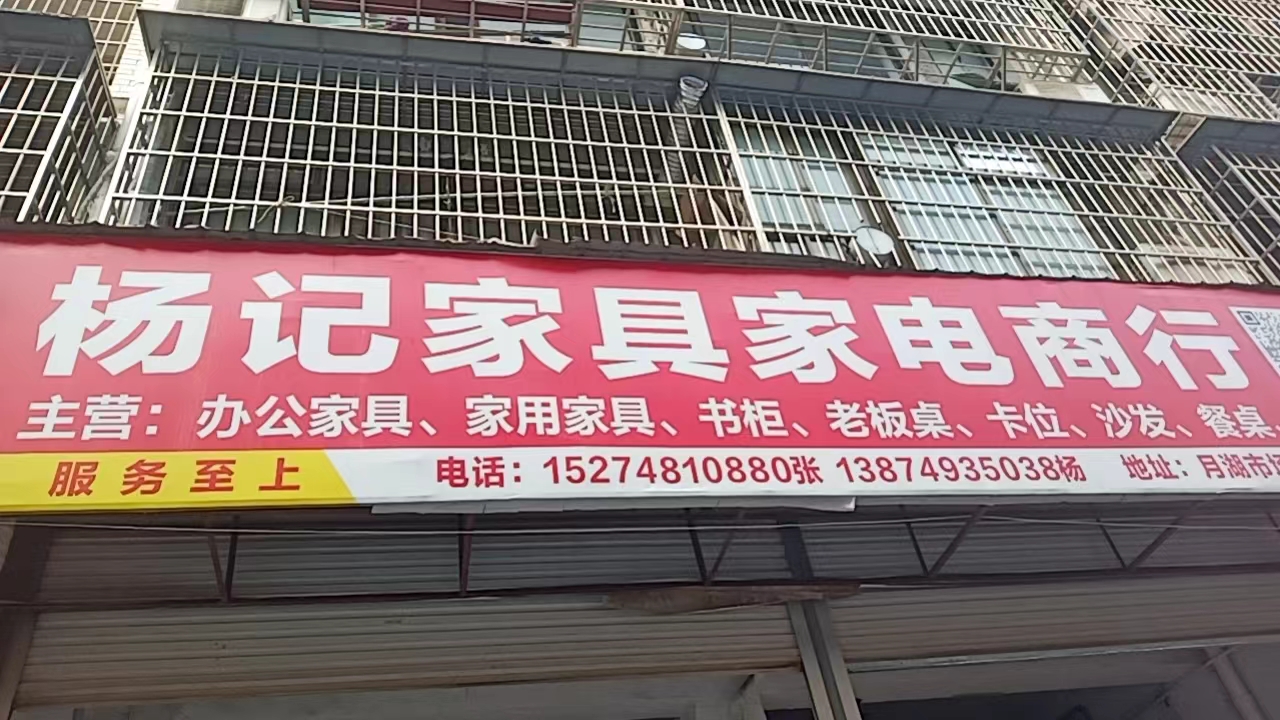 杨记家具家电商行
主营：办公家具、家用家具、书柜、老板桌、卡位、沙发、餐桌、
服务至上 电话：15274810880张 13874935038杨 地址：月湖市场